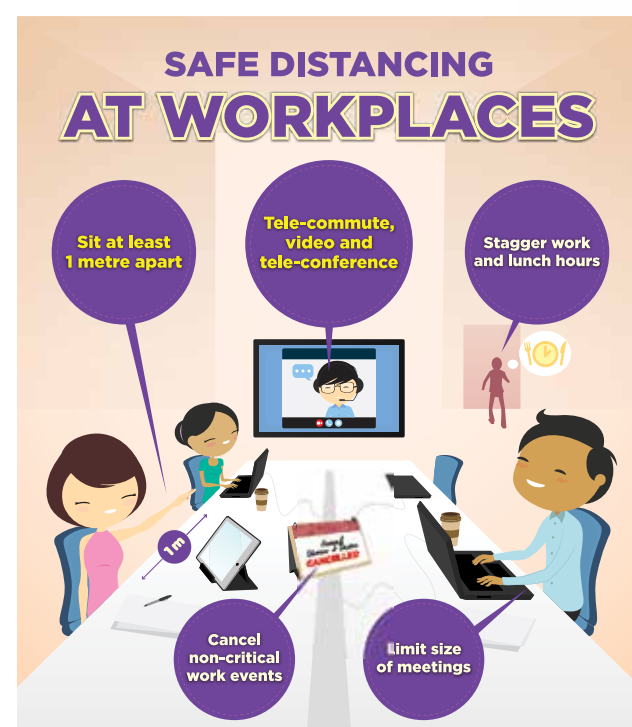 SAFE DISTANCING
AT WORKPLACES
Sit at least
1 metre apart
Tele-commute,
video and
tele-conference
Stagger work
and lunch hours
1m
CANCELLED
Cancel
non-critical
work events
Limit size
of meetings